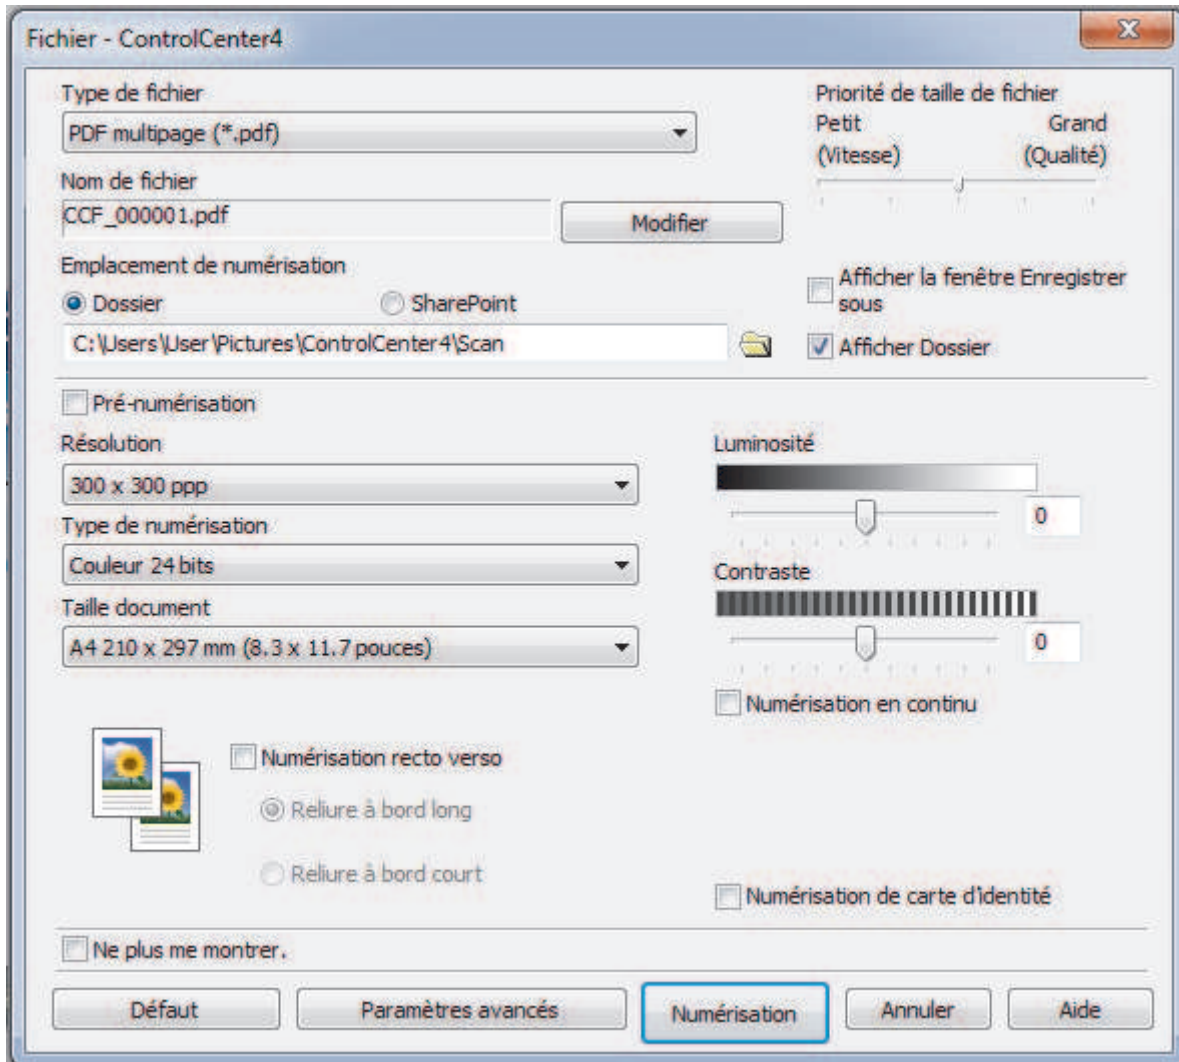 Fichier - ControlCenter4
Type de fichier
PDF multipage (*.pdf)
Priorité de taille de fichier
Petit Grand
(Vitesse) (Qualité)
Nom de fichier
CCF_000001.pdf
Modifier
Emplacement de numérisation
Dossier SharePoint
C:\Users\User\Pictures\ControlCenter4\Scan
Afficher la fenêtre Enregistrer
sous
Afficher Dossier
Pré-numérisation
Résolution
300 x 300 ppp
Type de numérisation
Couleur 24 bits
Taille document
A4 210 x 297 mm (8.3 x 11.7 pouces)
Luminosité
0
Contraste
0
Numérisation en continu
Numérisation recto verso
Reliure à bord long
Reliure à bord court
Numérisation de carte d'identité
Ne plus me montrer.
Défaut Paramètres avancés Numérisation Annuler Aide